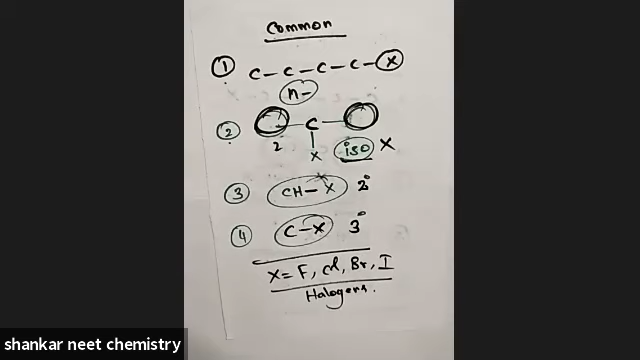 Common
① C - C - C - C - X
n -
② C
2 X iso X
③ CH - X 2°
④ C - X 3°
X = F, Cl, Br, I
Halogens.
shankar neet chemistry